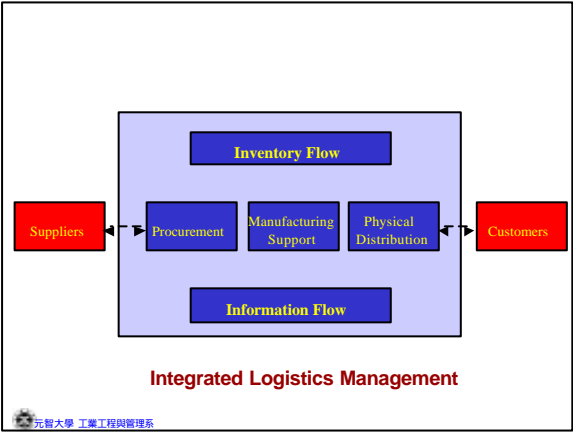 Inventory Flow
Suppliers
Procurement
Manufacturing
Support
Physical
Distribution
Customers
Information Flow
Integrated Logistics Management
元智大學 工業工程與管理系